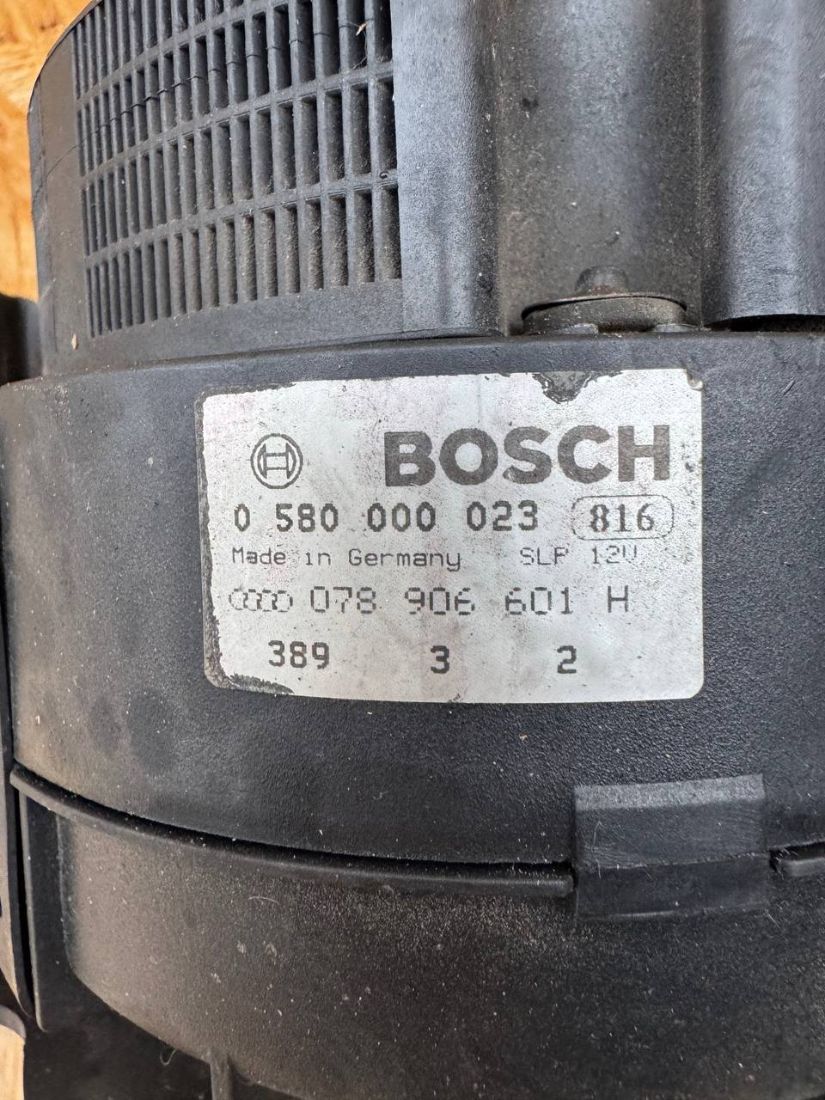 BOSCH
0 580 000 023 816
Made in Germany SLP 12V
078 906 601 H
389 3 2